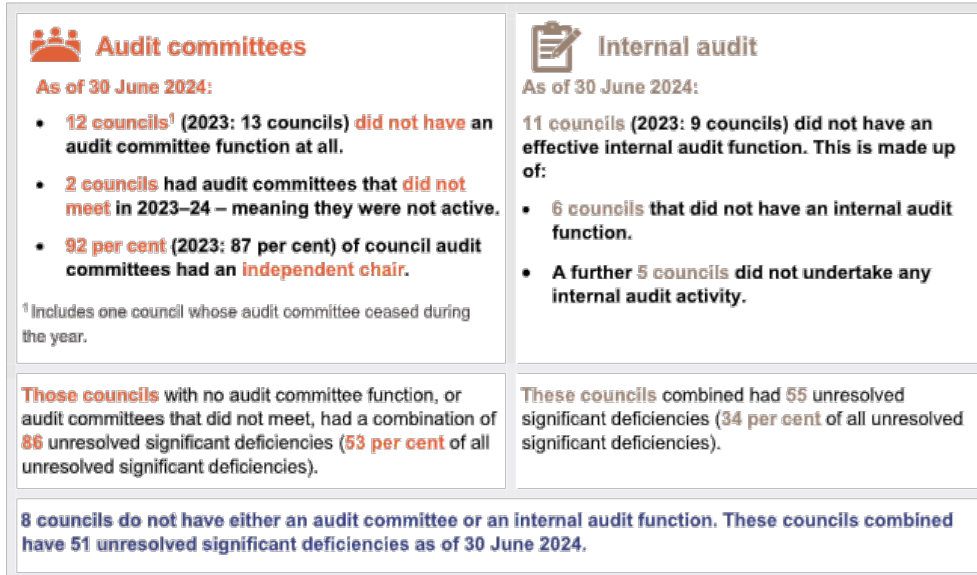 Audit committees
As of 30 June 2024:
• 12 councils¹ (2023: 13 councils) did not have an
audit committee function at all.
• 2 councils had audit committees that did not
meet in 2023–24 – meaning they were not active.
• 92 per cent (2023: 87 per cent) of council audit
committees had an independent chair.
¹ Includes one council whose audit committee ceased during
the year.
Internal audit
As of 30 June 2024:
11 councils (2023: 9 councils) did not have an
effective internal audit function. This is made up
of:
• 6 councils that did not have an internal audit
function.
• A further 5 councils did not undertake any
internal audit activity.
Those councils with no audit committee function, or
audit committees that did not meet, had a combination of
86 unresolved significant deficiencies (53 per cent of all
unresolved significant deficiencies).
These councils combined had 55 unresolved
significant deficiencies (34 per cent of all unresolved
significant deficiencies).
8 councils do not have either an audit committee or an internal audit function. These councils combined
have 51 unresolved significant deficiencies as of 30 June 2024.